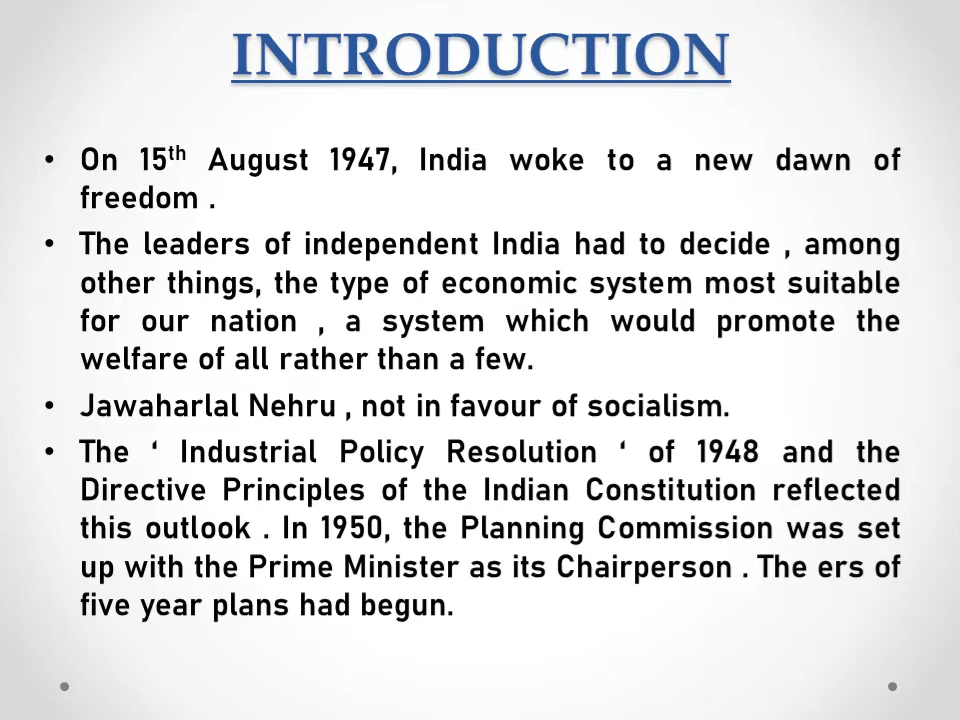 INTRODUCTION
• On 15th August 1947, India woke to a new dawn of
freedom .
• The leaders of independent India had to decide , among
other things, the type of economic system most suitable
for our nation , a system which would promote the
welfare of all rather than a few.
• Jawaharlal Nehru , not in favour of socialism.
• The ‘ Industrial Policy Resolution ‘ of 1948 and the
Directive Principles of the Indian Constitution reflected
this outlook . In 1950, the Planning Commission was set
up with the Prime Minister as its Chairperson . The ers of
five year plans had begun.